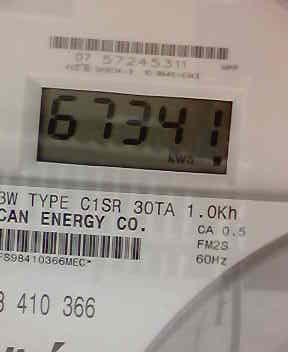 07 57245311
67341
KWH
3W TYPE C1SR 30TA 1.0Kh
CAN ENERGY CO.
CA 0.5
FM2S
60Hz
FS98410366MEC*
8 410 366